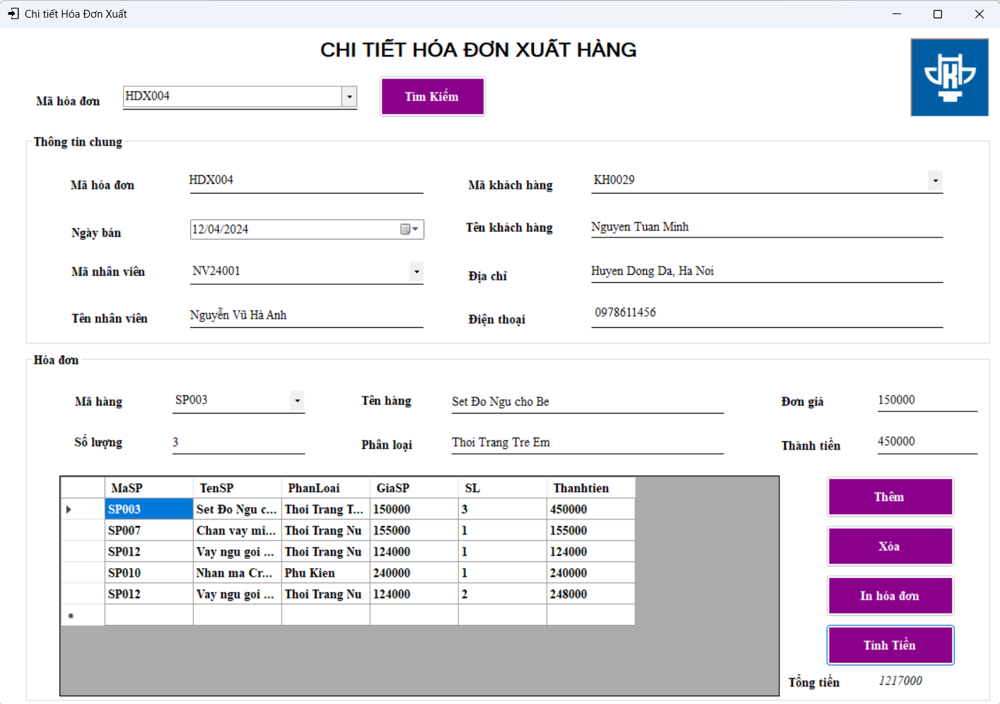 Chi tiết Hóa Đơn Xuất
CHI TIẾT HÓA ĐƠN XUẤT HÀNG
Mã hóa đơn HDX004 Tìm Kiếm
Thông tin chung
Mã hóa đơn HDX004 Mã khách hàng KH0029
Ngày bán 12/04/2024 Tên khách hàng Nguyen Tuan Minh
Mã nhân viên NV24001 Địa chỉ Huyen Dong Da, Ha Noi
Tên nhân viên Nguyễn Vũ Hà Anh Điện thoại 0978611456
Hóa đơn
Mã hàng SP003 Tên hàng Set Đo Ngu cho Be Đơn giá 150000
Số lượng 3 Phân loại Thoi Trang Tre Em Thành tiền 450000
MaSP TenSP PhanLoai GiaSP SL Thanhtien
SP003 Set Đo Ngu c... Thoi Trang T... 150000 3 450000
SP007 Chan vay mi... Thoi Trang Nu 155000 1 155000
SP012 Vay ngu goi ... Thoi Trang Nu 124000 1 124000
SP010 Nhan ma Cr... Phu Kien 240000 1 240000
SP012 Vay ngu goi ... Thoi Trang Nu 124000 2 248000
Thêm
Xóa
In hóa đơn
Tính Tiền
Tổng tiền 1217000